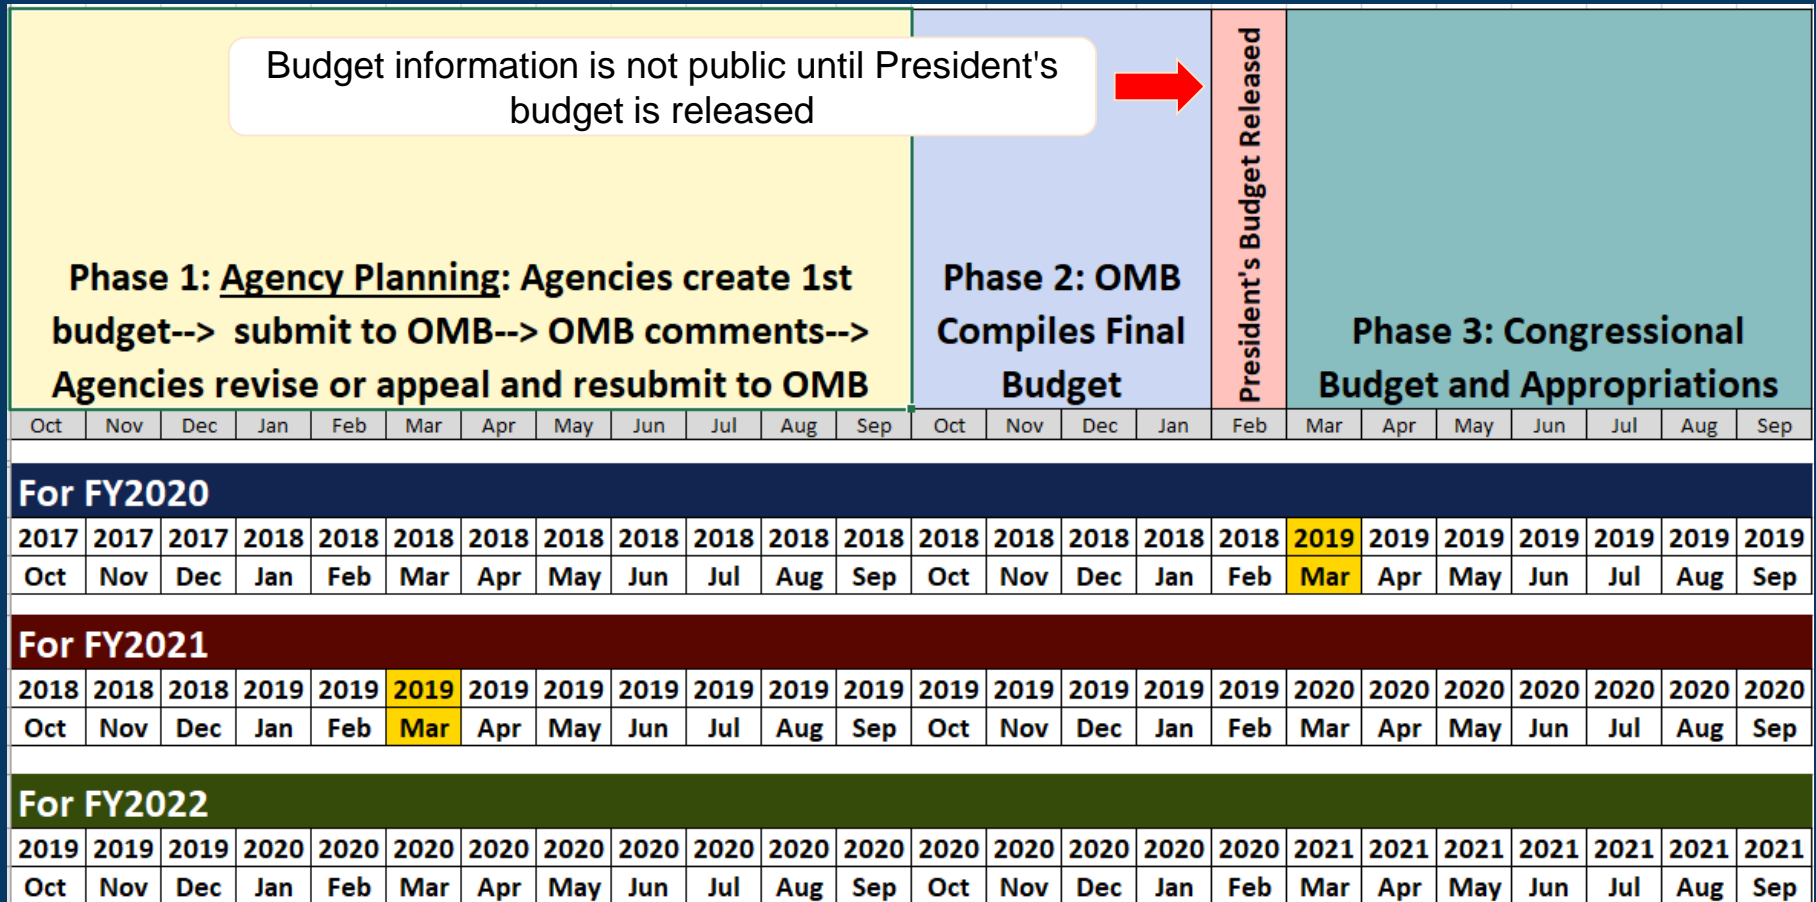 Budget information is not public until President's
budget is released
Phase 1: Agency Planning: Agencies create 1st
budget--> submit to OMB--> OMB comments-->
Agencies revise or appeal and resubmit to OMB
Phase 2: OMB
Compiles Final
Budget
President's Budget Released
Phase 3: Congressional
Budget and Appropriations
Oct Nov Dec Jan Feb Mar Apr May Jun Jul Aug Sep Oct Nov Dec Jan Feb Mar Apr May Jun Jul Aug Sep
For FY2020
2017 2017 2017 2018 2018 2018 2018 2018 2018 2018 2018 2018 2018 2018 2018 2018 2018 2019 2019 2019 2019 2019 2019 2019
Oct Nov Dec Jan Feb Mar Apr May Jun Jul Aug Sep Oct Nov Dec Jan Feb Mar Apr May Jun Jul Aug Sep
For FY2021
2018 2018 2018 2019 2019 2019 2019 2019 2019 2019 2019 2019 2019 2019 2019 2019 2019 2020 2020 2020 2020 2020 2020 2020
Oct Nov Dec Jan Feb Mar Apr May Jun Jul Aug Sep Oct Nov Dec Jan Feb Mar Apr May Jun Jul Aug Sep
For FY2022
2019 2019 2019 2020 2020 2020 2020 2020 2020 2020 2020 2020 2020 2020 2020 2020 2020 2021 2021 2021 2021 2021 2021 2021
Oct Nov Dec Jan Feb Mar Apr May Jun Jul Aug Sep Oct Nov Dec Jan Feb Mar Apr May Jun Jul Aug Sep